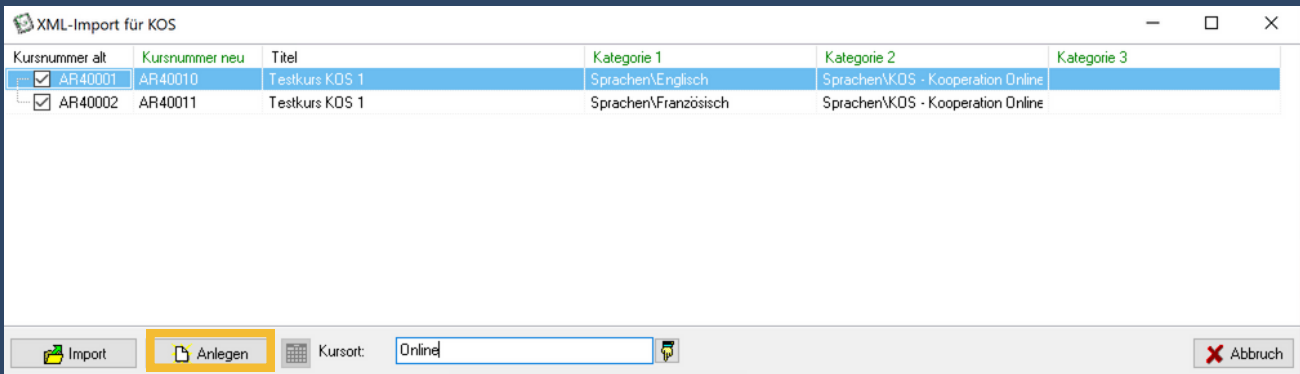 XML-Import für KOS
Kursnummer alt Kursnummer neu Titel Kategorie 1 Kategorie 2 Kategorie 3
AR40001 AR40010 Testkurs KOS 1 Sprachen\Englisch Sprachen\KOS - Kooperation Online
AR40002 AR40011 Testkurs KOS 1 Sprachen\Französisch Sprachen\KOS - Kooperation Online
Import Anlegen Kursort: Online Abbruch